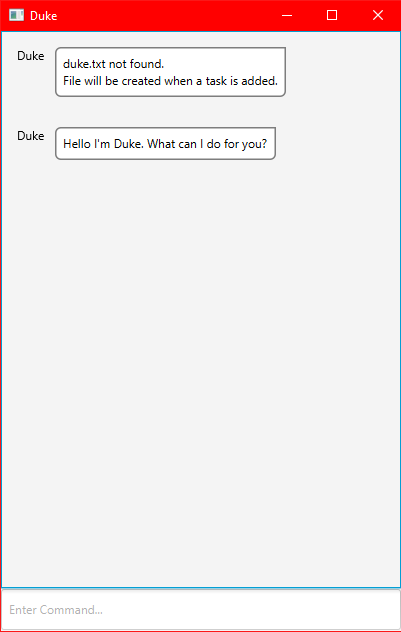 Duke
Duke
duke.txt not found.
File will be created when a task is added.
Duke
Hello I'm Duke. What can I do for you?
Enter Command...